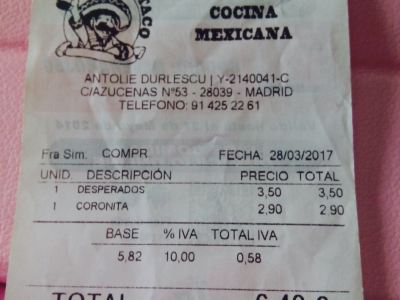 TACO
COCINA
MEXICANA
ANTOLIE DURLESCU | Y-2140041-C
C/AZUCENAS Nº53 - 28039 - MADRID
TELEFONO: 91 425 22 61
Fra Sim. COMPR. FECHA: 28/03/2017
UNID. DESCRIPCIÓN PRECIO TOTAL
1 DESPERADOS 3,50 3,50
1 CORONITA 2,90 2,90
BASE % IVA TOTAL IVA
5,82 10,00 0,58
TOTAL